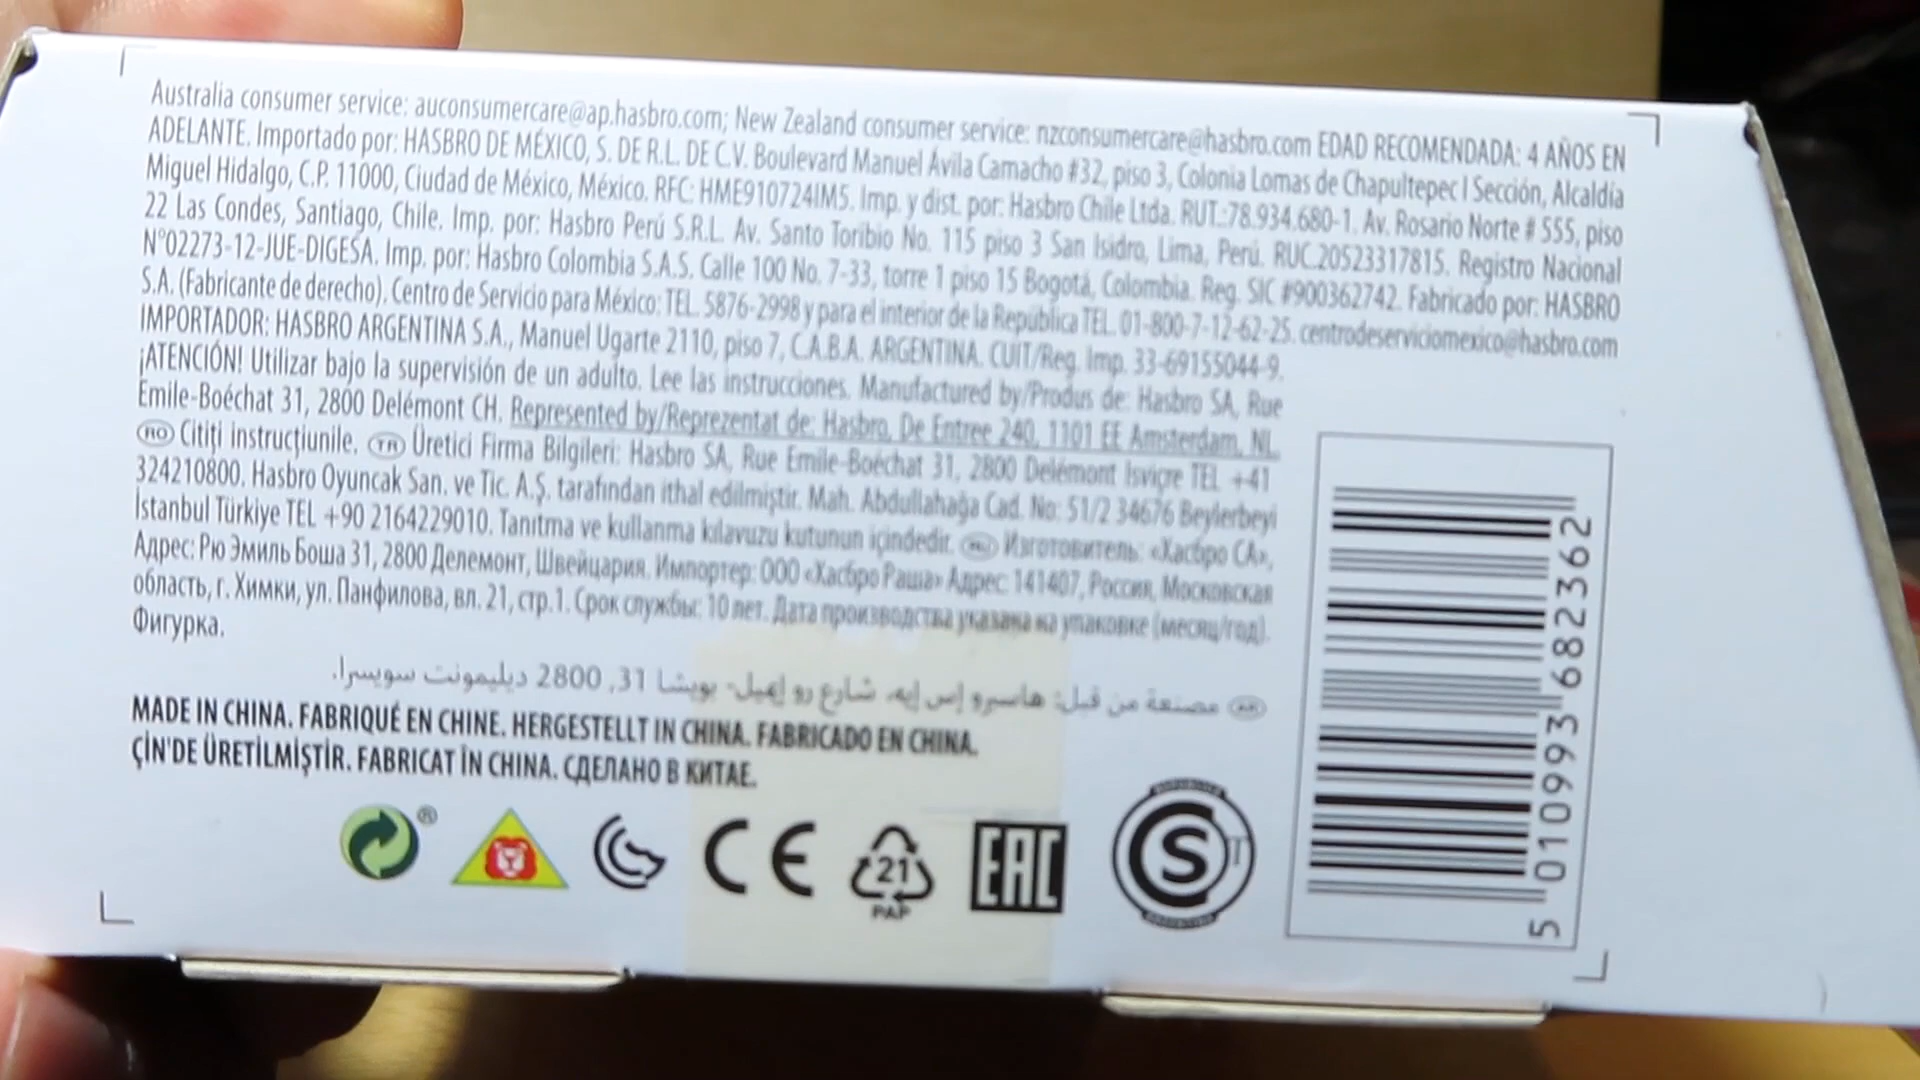 Australia consumer service: auconsumercare@ap.hasbro.com; New Zealand consumer service: nzconsumercare@hasbro.com EDAD RECOMENDADA: 4 AÑOS EN
ADELANTE. Importado por: HASBRO DE MÉXICO, S. DE R.L. DE C.V. Boulevard Manuel Ávila Camacho #32, piso 3, Colonia Lomas de Chapultepec I Sección, Alcaldía
Miguel Hidalgo, C.P. 11000, Ciudad de México, México. RFC: HME910724IM5. Imp. y dist. por: Hasbro Chile Ltda. RUT.:78.934.680-1. Av. Rosario Norte # 555, piso
22 Las Condes, Santiago, Chile. Imp. por: Hasbro Perú S.R.L. Av. Santo Toribio No. 115 piso 3 San Isidro, Lima, Perú. RUC.20523317815. Registro Nacional
N°02273-12-JUE-DIGESA. Imp. por: Hasbro Colombia S.A.S. Calle 100 No. 7-33, torre 1 piso 15 Bogotá, Colombia. Reg. SIC #900362742. Fabricado por: HASBRO
S.A. (Fabricante de derecho). Centro de Servicio para México: TEL. 5876-2998 y para el interior de la República TEL. 01-800-7-12-62-25. centrodeserviciomexico@hasbro.com
IMPORTADOR: HASBRO ARGENTINA S.A., Manuel Ugarte 2110, piso 7, C.A.B.A. ARGENTINA. CUIT/Reg. Imp. 33-69155044-9.
¡ATENCIÓN! Utilizar bajo la supervisión de un adulto. Lee las instrucciones. Manufactured by/Produs de: Hasbro SA, Rue
Emile-Boéchat 31, 2800 Delémont CH. Represented by/Reprezentat de: Hasbro, De Entree 240, 1101 EE Amsterdam, NL.
RO Citiți instrucțiunile. TR Üretici Firma Bilgileri: Hasbro SA, Rue Emile-Boéchat 31, 2800 Delémont İsviçre TEL +41
324210800. Hasbro Oyuncak San. ve Tic. A.Ş. tarafından ithal edilmiştir. Mah. Abdullahağa Cad. No: 51/2 34676 Beylerbeyi
İstanbul Türkiye TEL +90 2164229010. Tanıtma ve kullanma kılavuzu kutunun içindedir. Изготовитель: «Хасбро СА»,
Адрес: Рю Эмиль Боша 31, 2800 Делемонт, Швейцария. Импортер: ООО «Хасбро Раша» Адрес: 141407, Россия, Московская
область, г. Химки, ул. Панфилова, вл. 21, стр.1. Срок службы: 10 лет. Дата производства указана на упаковке (месяц/год).
Фигурка.
AR مصنعة من قبل: هاسبرو إس إيه، شارع رو إميل- بويشا 31, 2800 ديليمونت سويسرا.
MADE IN CHINA. FABRIQUÉ EN CHINE. HERGESTELLT IN CHINA. FABRICADO EN CHINA.
ÇİN'DE ÜRETİLMİŞTİR. FABRICAT ÎN CHINA. СДЕЛАНО В КИТАЕ.
®
CE
21
PAP
EAC
S
5 010993 682362